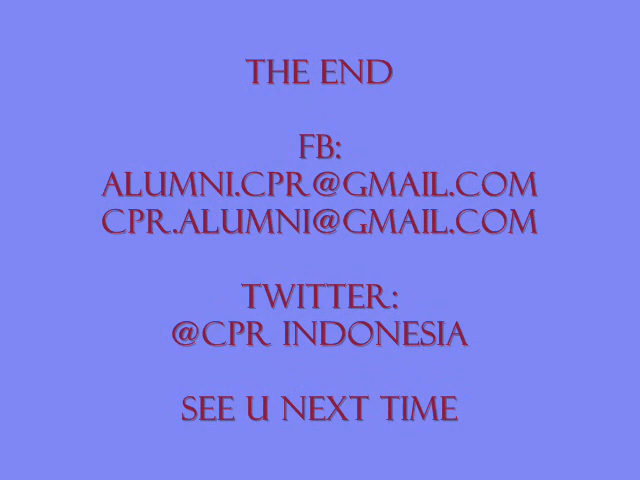 THE END
FB:
ALUMNI.CPR@GMAIL.COM
CPR.ALUMNI@GMAIL.COM
TWITTER:
@CPR INDONESIA
SEE U NEXT TIME